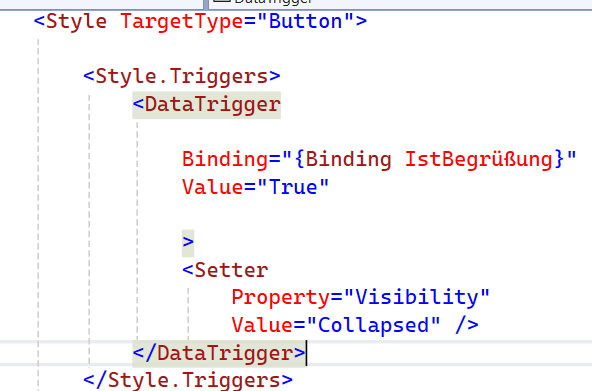 DataTrigger
<Style TargetType="Button">
<Style.Triggers>
<DataTrigger
Binding="{Binding IstBegrüßung}"
Value="True"
>
<Setter
Property="Visibility"
Value="Collapsed" />
</DataTrigger>
</Style.Triggers>